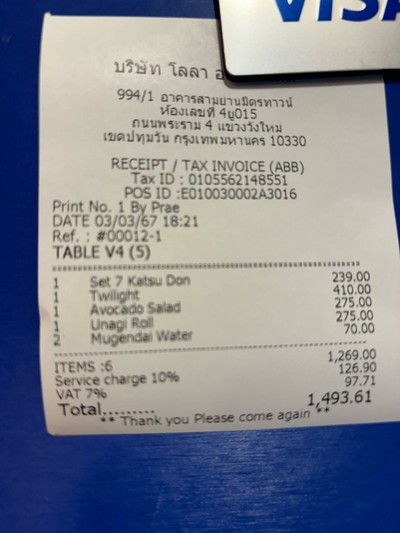 VISA
บริษัท โลลา
994/1 อาคารสามย่านมิตรทาวน์
ห้องเลขที่ 4ยู015
ถนนพระราม 4 แขวงวังใหม่
เขตปทุมวัน กรุงเทพมหานคร 10330
RECEIPT / TAX INVOICE (ABB)
Tax ID : 0105562148551
POS ID :E010030002A3016
Print No. 1 By Prae
DATE 03/03/67 18:21
Ref. : #00012-1
TABLE V4 (5)
1 Set 7 Katsu Don 239.00
1 Twilight 410.00
1 Avocado Salad 275.00
1 Unagi Roll 275.00
2 Mugendai Water 70.00
ITEMS :6 1,269.00
Service charge 10% 126.90
VAT 7% 97.71
Total......... 1,493.61
** Thank you Please come again **